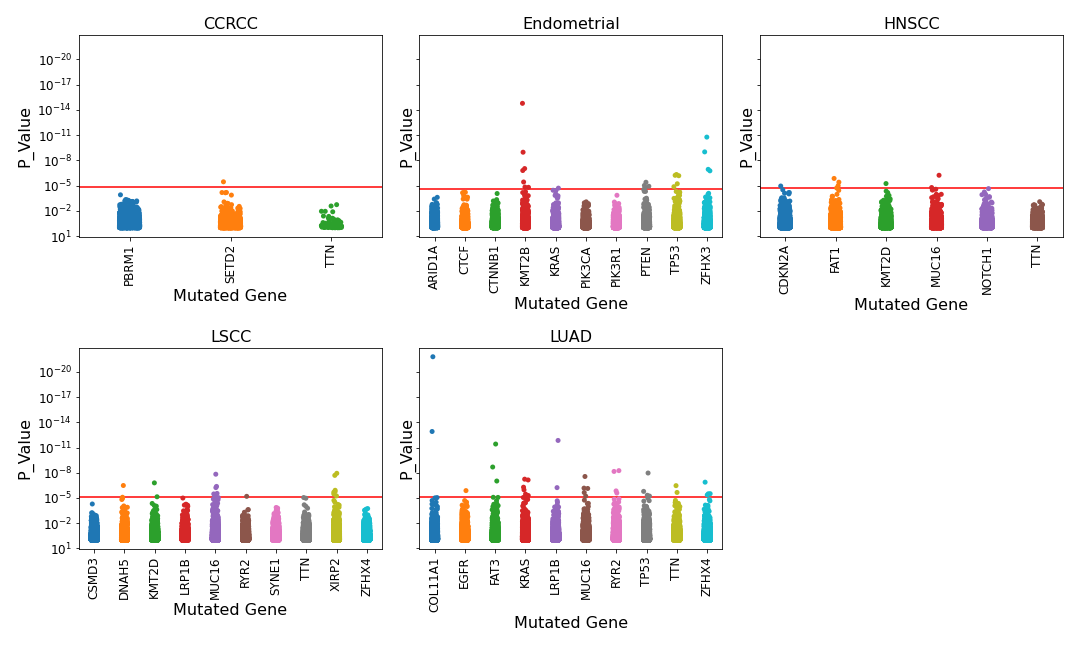 CCRCC
Endometrial
HNSCC
P_Value
10^-20
10^-17
10^-14
10^-11
10^-8
10^-5
10^-2
10^1
PBRM1
SETD2
TTN
Mutated Gene
P_Value
ARID1A
CTCF
CTNNB1
KMT2B
KRAS
PIK3CA
PIK3R1
PTEN
TP53
ZFHX3
Mutated Gene
P_Value
CDKN2A
FAT1
KMT2D
MUC16
NOTCH1
TTN
Mutated Gene
LSCC
LUAD
P_Value
10^-20
10^-17
10^-14
10^-11
10^-8
10^-5
10^-2
10^1
CSMD3
DNAH5
KMT2D
LRP1B
MUC16
RYR2
SYNE1
TTN
XIRP2
ZFHX4
Mutated Gene
P_Value
COL11A1
EGFR
FAT3
KRAS
LRP1B
MUC16
RYR2
TP53
TTN
ZFHX4
Mutated Gene